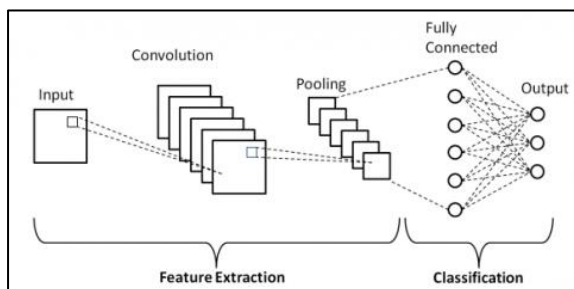 Fully
Connected
Convolution
Pooling
Output
Input
Feature Extraction
Classification